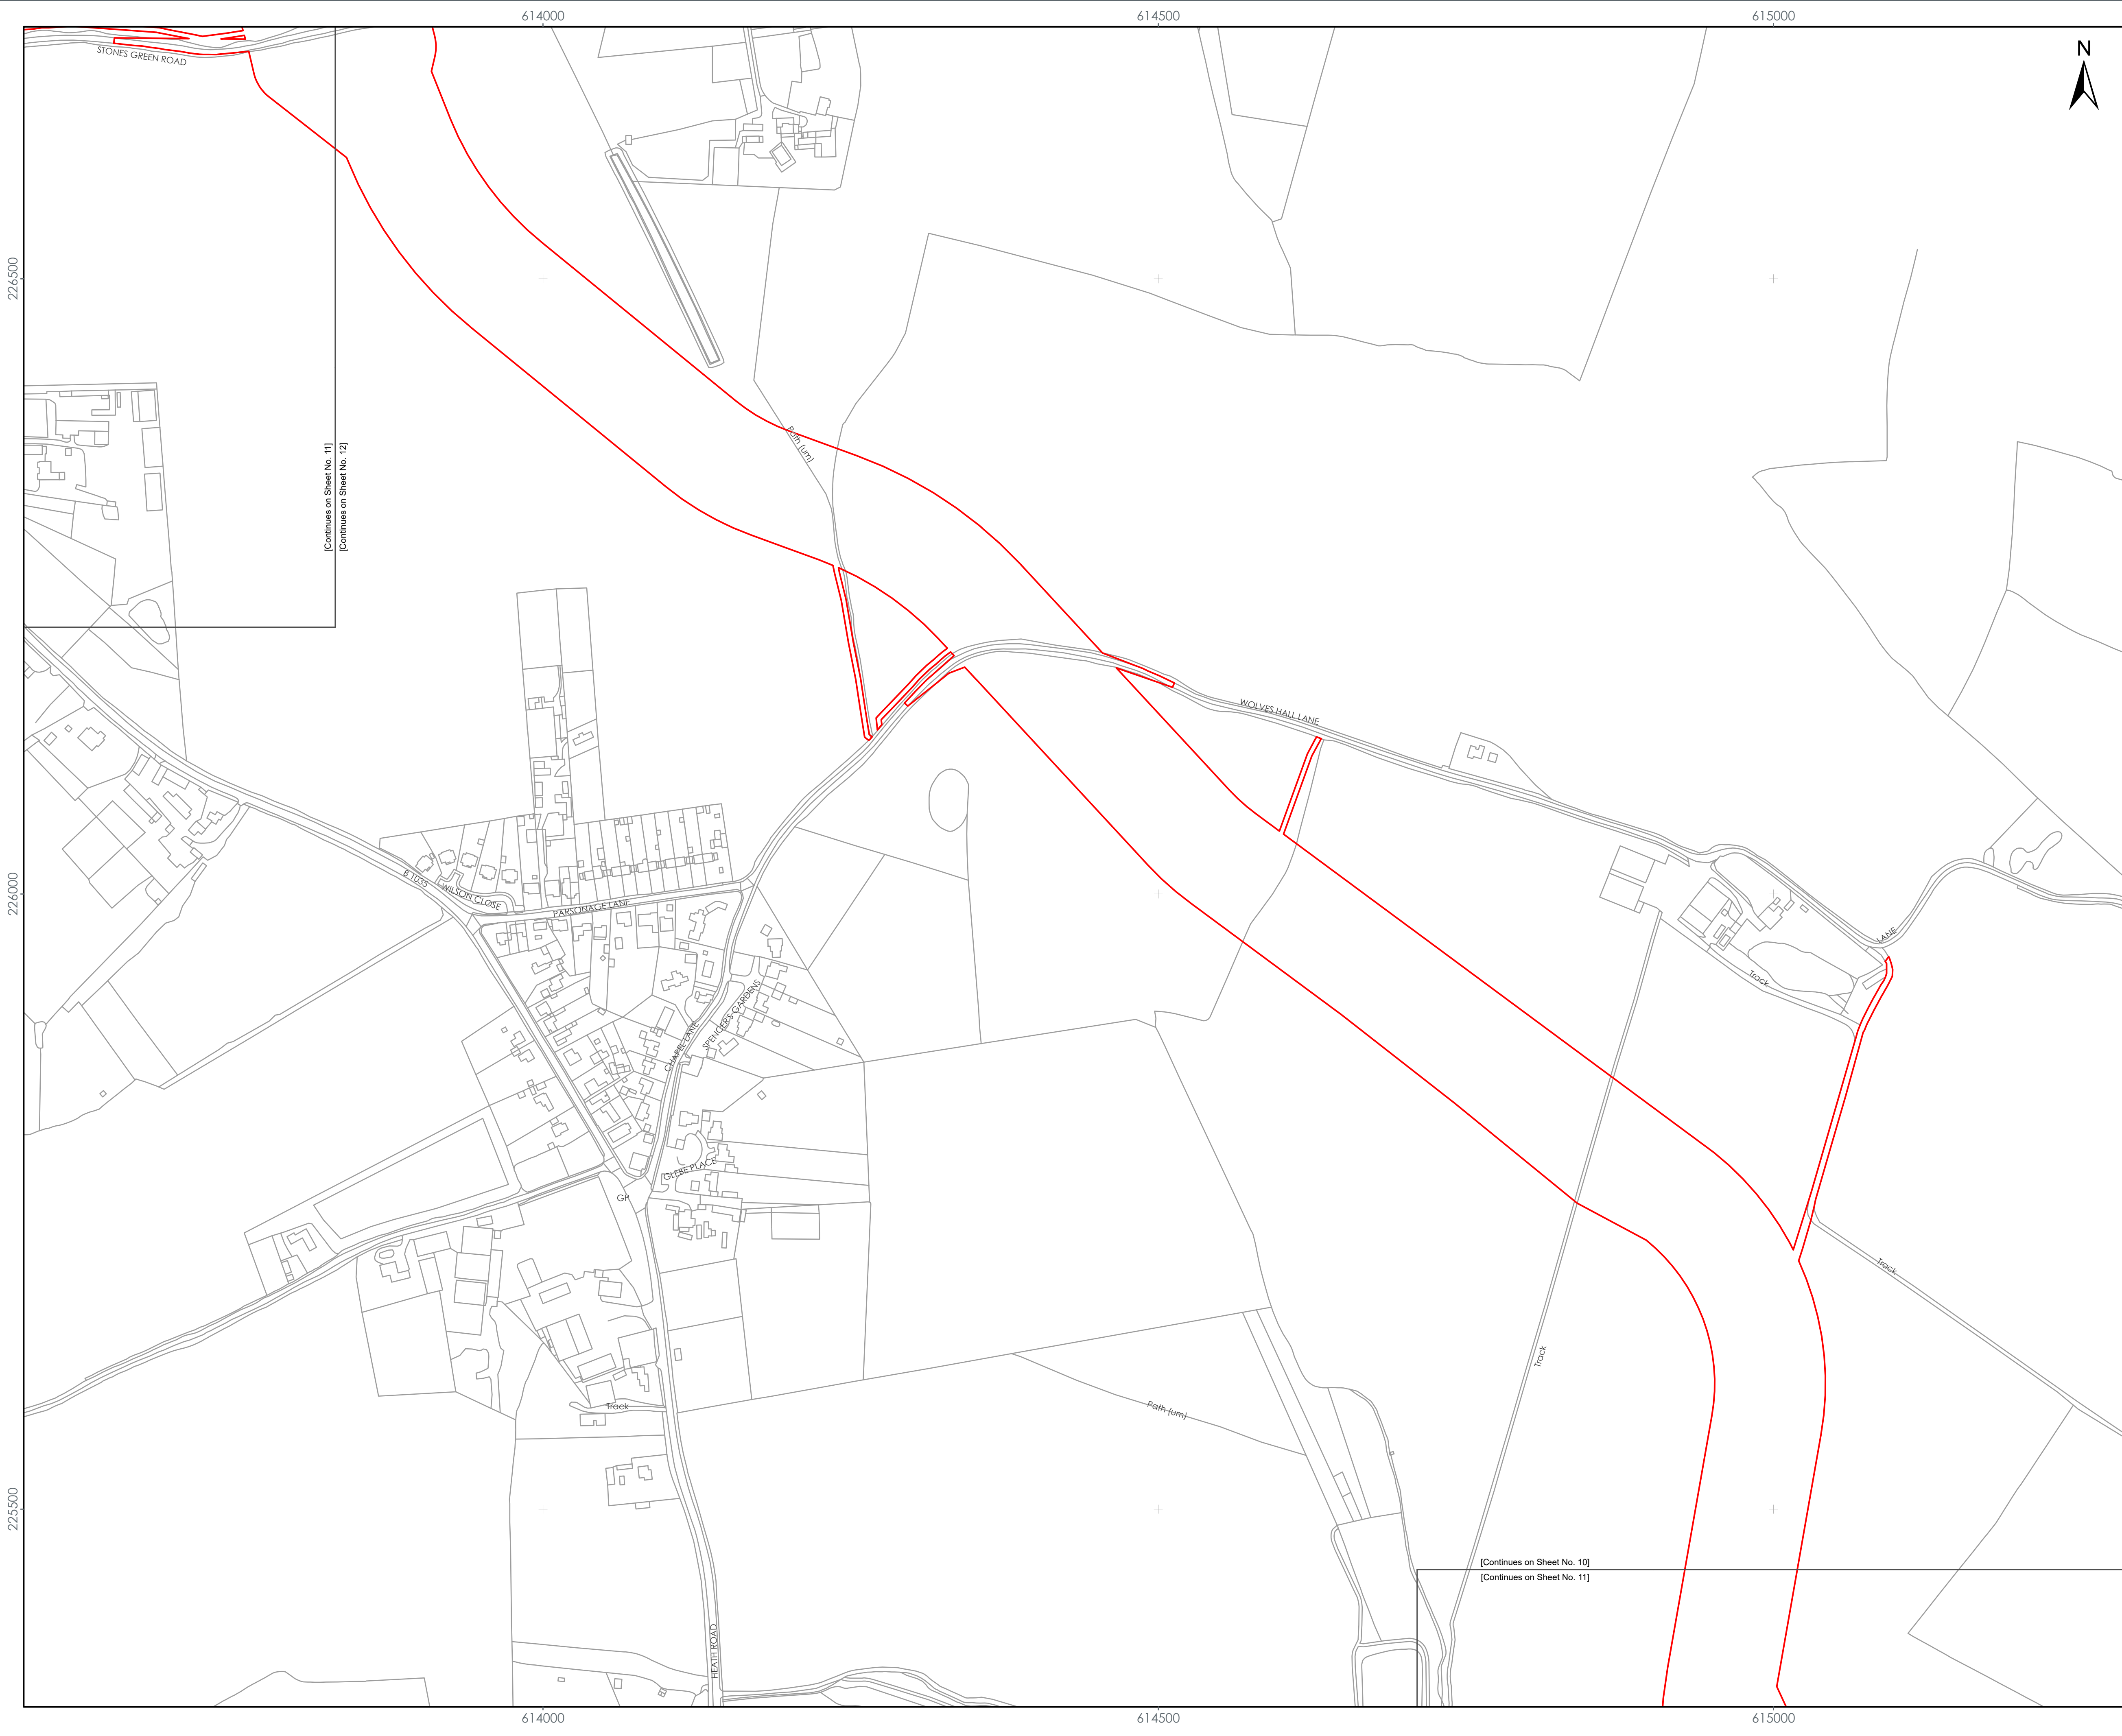 614000
614500
615000
N
STONES GREEN ROAD
226500
Path (um)
[Continues on Sheet No. 11]
[Continues on Sheet No. 12]
WOLVES HALL LANE
226000
B 1035
WILSON CLOSE
PARSONAGE LANE
LANE
Track
CHAPEL LANE
SPENCER'S GARDENS
GLEBE PLACE
GP
Track
Track
Track
Path (um)
225500
[Continues on Sheet No. 10]
[Continues on Sheet No. 11]
HEATH ROAD
614000
614500
615000